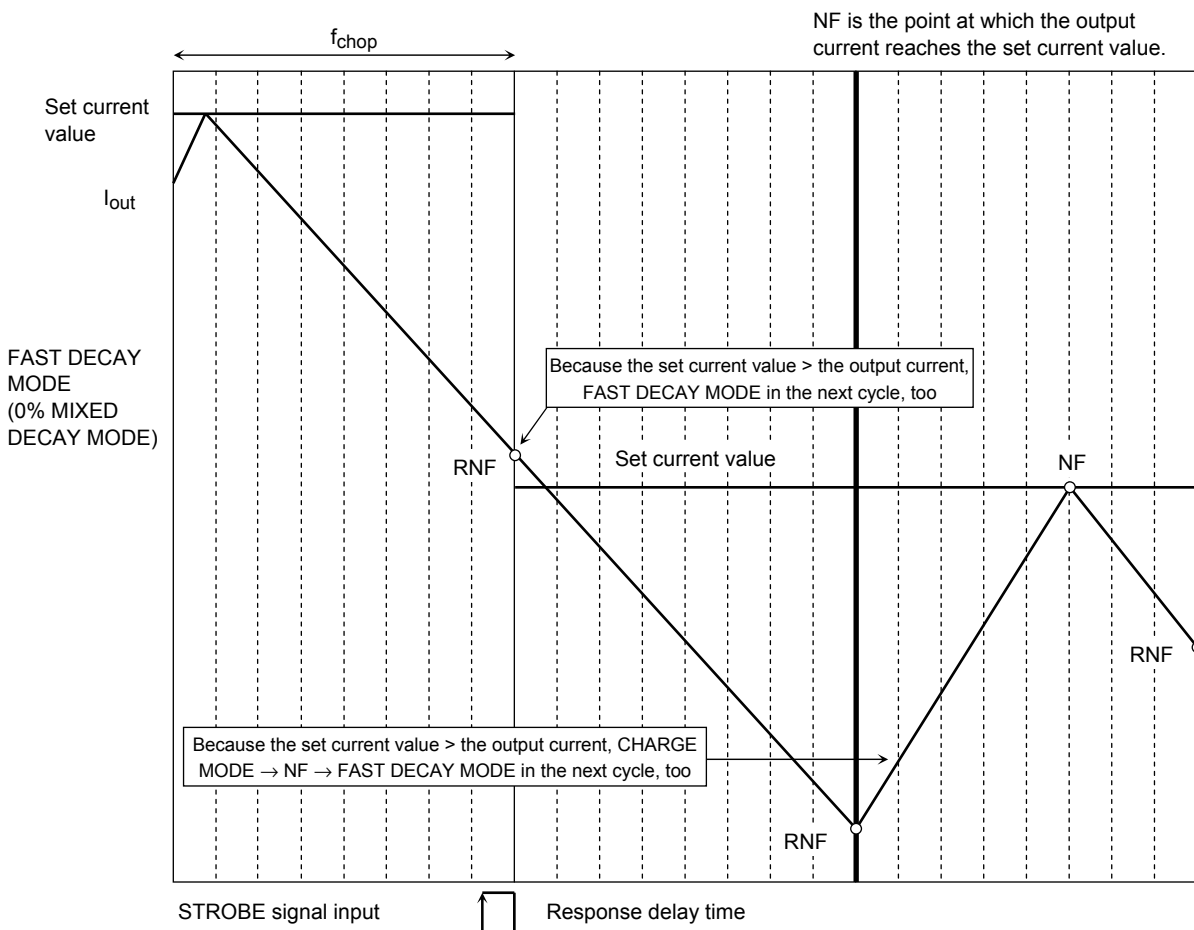 NF is the point at which the output
current reaches the set current value.
fchop
Set current
value
Iout
FAST DECAY
MODE
(0% MIXED
DECAY MODE)
Because the set current value > the output current,
FAST DECAY MODE in the next cycle, too
RNF
Set current value
NF
RNF
Because the set current value > the output current, CHARGE
MODE → NF → FAST DECAY MODE in the next cycle, too
RNF
STROBE signal input
Response delay time